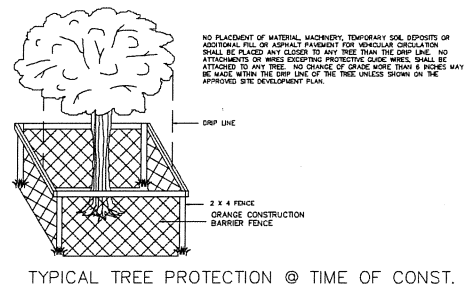 NO PLACEMENT OF MATERIAL, MACHINERY, TEMPORARY SOIL DEPOSITS OR
ADDITIONAL FILL OR ASPHALT PAVEMENT FOR VEHICULAR CIRCULATION
SHALL BE PLACED ANY CLOSER TO ANY TREE THAN THE DRIP LINE. NO
ATTACHMENTS OR WIRES EXCEPTING PROTECTIVE GUIDE WIRES, SHALL BE
ATTACHED TO ANY TREE. NO CHANGE OF GRADE MORE THAN 6 INCHES MAY
BE MADE WITHIN THE DRIP LINE OF THE TREE UNLESS SHOWN ON THE
APPROVED SITE DEVELOPMENT PLAN.
DRIP LINE
2 X 4 FENCE
ORANGE CONSTRUCTION
BARRIER FENCE
TYPICAL TREE PROTECTION @ TIME OF CONST.